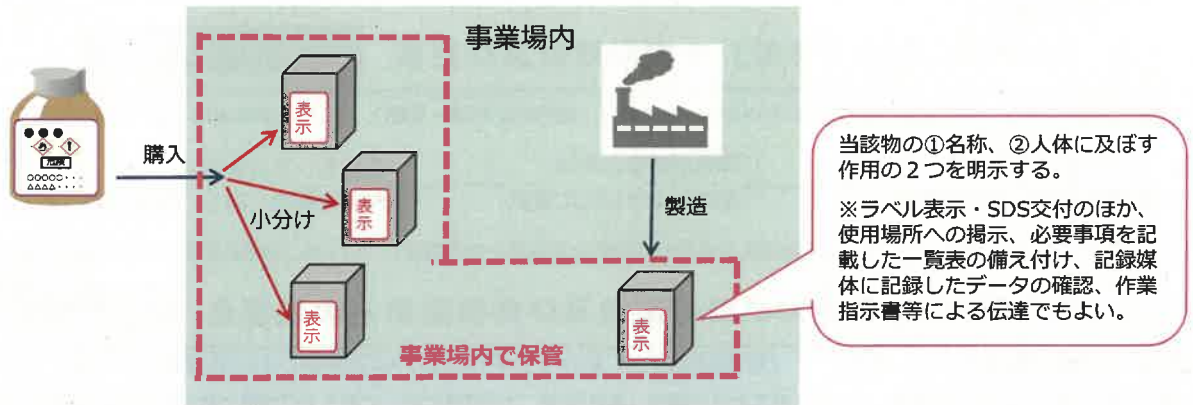 事業場内
表
示
危険
購入
表
示
小分け
製造
表
示
表
示
事業場内で保管
当該物の①名称、②人体に及ぼす
作用の２つを明示する。
※ラベル表示・SDS交付のほか、
使用場所への掲示、必要事項を記
載した一覧表の備え付け、記録媒
体に記録したデータの確認、作業
指示書等による伝達でもよい。